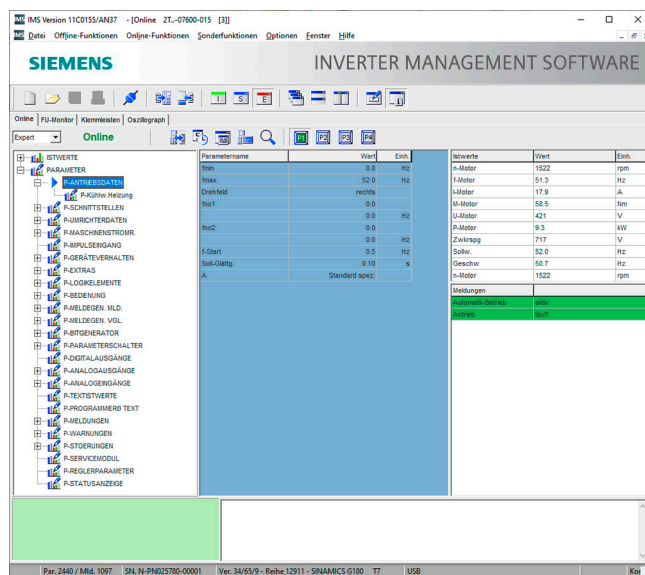 IMS IMS Version 11C0155/AN37 - [Online 2T..-07600-015 [3]]
IMS Datei Offline-Funktionen Online-Funktionen Sonderfunktionen Optionen Fenster Hilfe
SIEMENS INVERTER MANAGEMENT SOFTWARE
I S E
Online FU-Monitor Klemmleisten Oszillograph
Expert Online P1 P2 P3 P4
ISTWERTE
PARAMETER
P-ANTRIEBSDATEN
P-Kühlw.Heizung
P-SCHNITTSTELLEN
P-UMRICHTERDATEN
P-MASCHINENSTROMR.
P-IMPULSEINGANG
P-GERÄTEVERHALTEN
P-EXTRAS
P-LOGIKELEMENTE
P-BEDIENUNG
P-MELDEGEN. MLD.
P-MELDEGEN. VGL.
P-BITGENERATOR
P-PARAMETERSCHALTER
P-DIGITALAUSGÄNGE
P-ANALOGAUSGÄNGE
P-ANALOGEINGÄNGE
P-TEXTISTWERTE
P-PROGRAMMIERB TEXT
P-MELDUNGEN
P-WARNUNGEN
P-STOERUNGEN
P-SERVICEMODUL
P-REGLERPARAMETER
P-STATUSANZEIGE
Parametername Wert Einh.
fmin 0.0 Hz
fmax 52.0 Hz
Drehfeld rechts
fno1 0.0
0.0 Hz
fno2 0.0
0.0 Hz
f-Start 0.5 Hz
Soll-Glättg. 0.10 s
A Standard spez.
Istwerte Wert Einh.
n-Motor 1522 rpm
f-Motor 51.3 Hz
I-Motor 17.9 A
M-Motor 58.5 Nm
U-Motor 421 V
P-Motor 9.3 kW
Zwkrspg 717 V
Sollw. 52.0 Hz
Geschw 50.7 Hz
n-Motor 1522 rpm
Meldungen
Automatik-Betrieb aktiv
Antrieb läuft
Par. 2440 / Mld. 1097 SN. N-PN025780-00001 Ver. 34/65/9 - Reihe 12911 - SINAMICS G180 T7 USB